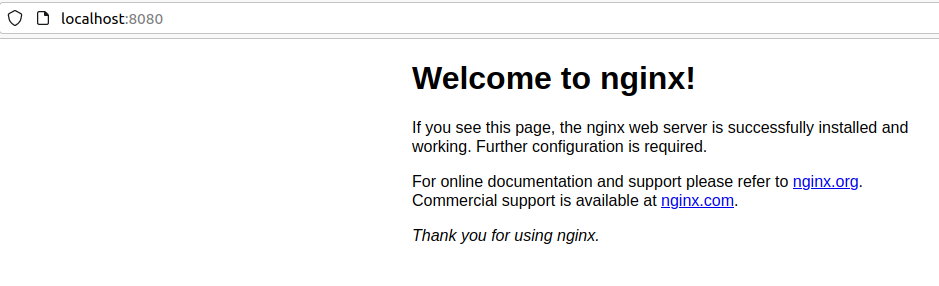 localhost:8080
Welcome to nginx!
If you see this page, the nginx web server is successfully installed and
working. Further configuration is required.
For online documentation and support please refer to nginx.org.
Commercial support is available at nginx.com.
Thank you for using nginx.